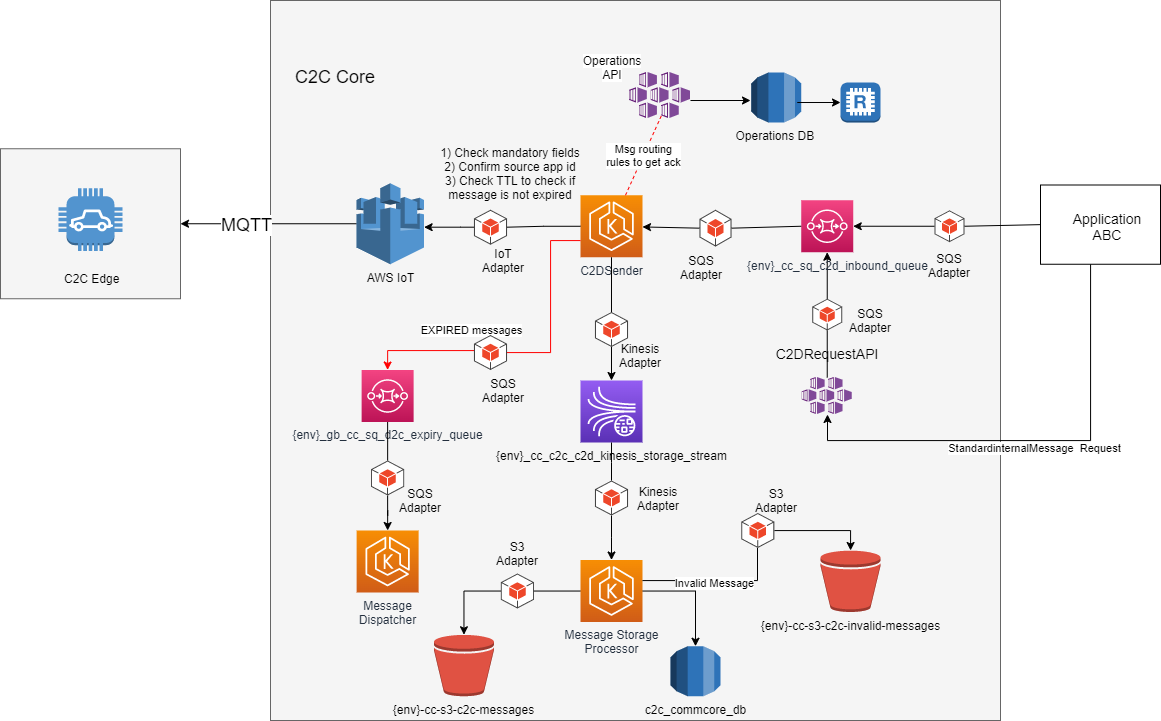 C2C Core
Operations
API
Operations DB
R
Msg routing
rules to get ack
1) Check mandatory fields
2) Confirm source app id
3) Check TTL to check if
message is not expired
C2C Edge
MQTT
AWS IoT
IoT
Adapter
K
C2DSender
SQS
Adapter
{env}_cc_sq_c2d_inbound_queue
SQS
Adapter
Application
ABC
SQS
Adapter
C2DRequestAPI
StandardinternalMessage Request
EXPIRED messages
SQS
Adapter
Kinesis
Adapter
{env}_gb_cc_sq_d2c_expiry_queue
{env}_cc_c2c_c2d_kinesis_storage_stream
SQS
Adapter
Kinesis
Adapter
S3
Adapter
K
Message
Dispatcher
S3
Adapter
K
Message Storage
Processor
Invalid Message
{env}-cc-s3-c2c-invalid-messages
{env}-cc-s3-c2c-messages
c2c_commcore_db